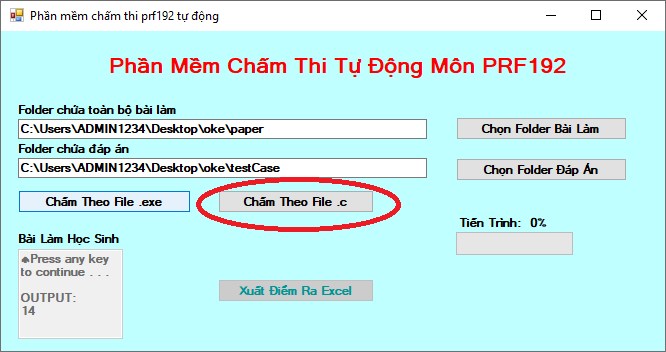 Phần mềm chấm thi prf192 tự động
Phần Mềm Chấm Thi Tự Động Môn PRF192
Folder chứa toàn bộ bài làm
C:\Users\ADMIN1234\Desktop\oke\paper
Chọn Folder Bài Làm
Folder chứa đáp án
C:\Users\ADMIN1234\Desktop\oke\testCase
Chọn Folder Đáp Án
Chấm Theo File .exe
Chấm Theo File .c
Tiến Trình: 0%
Bài Làm Học Sinh
♠Press any key
to continue . . .
OUTPUT:
14
Xuất Điểm Ra Excel